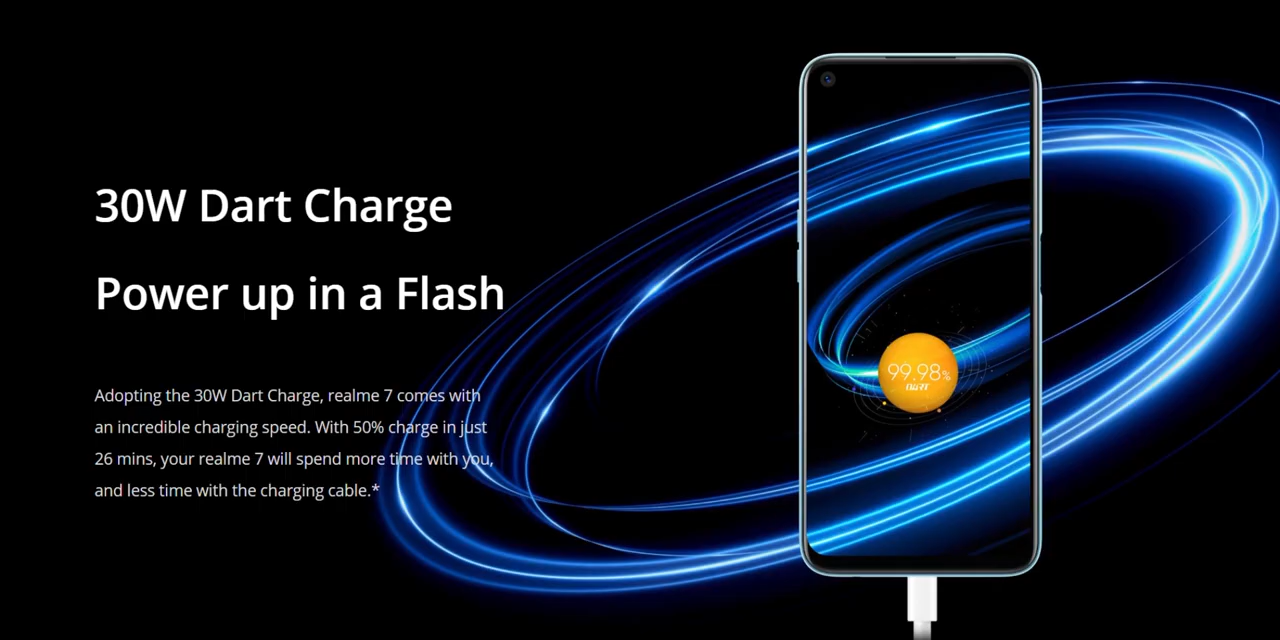 30W Dart Charge
Power up in a Flash
Adopting the 30W Dart Charge, realme 7 comes with
an incredible charging speed. With 50% charge in just
26 mins, your realme 7 will spend more time with you,
and less time with the charging cable.*
99.98%
DART